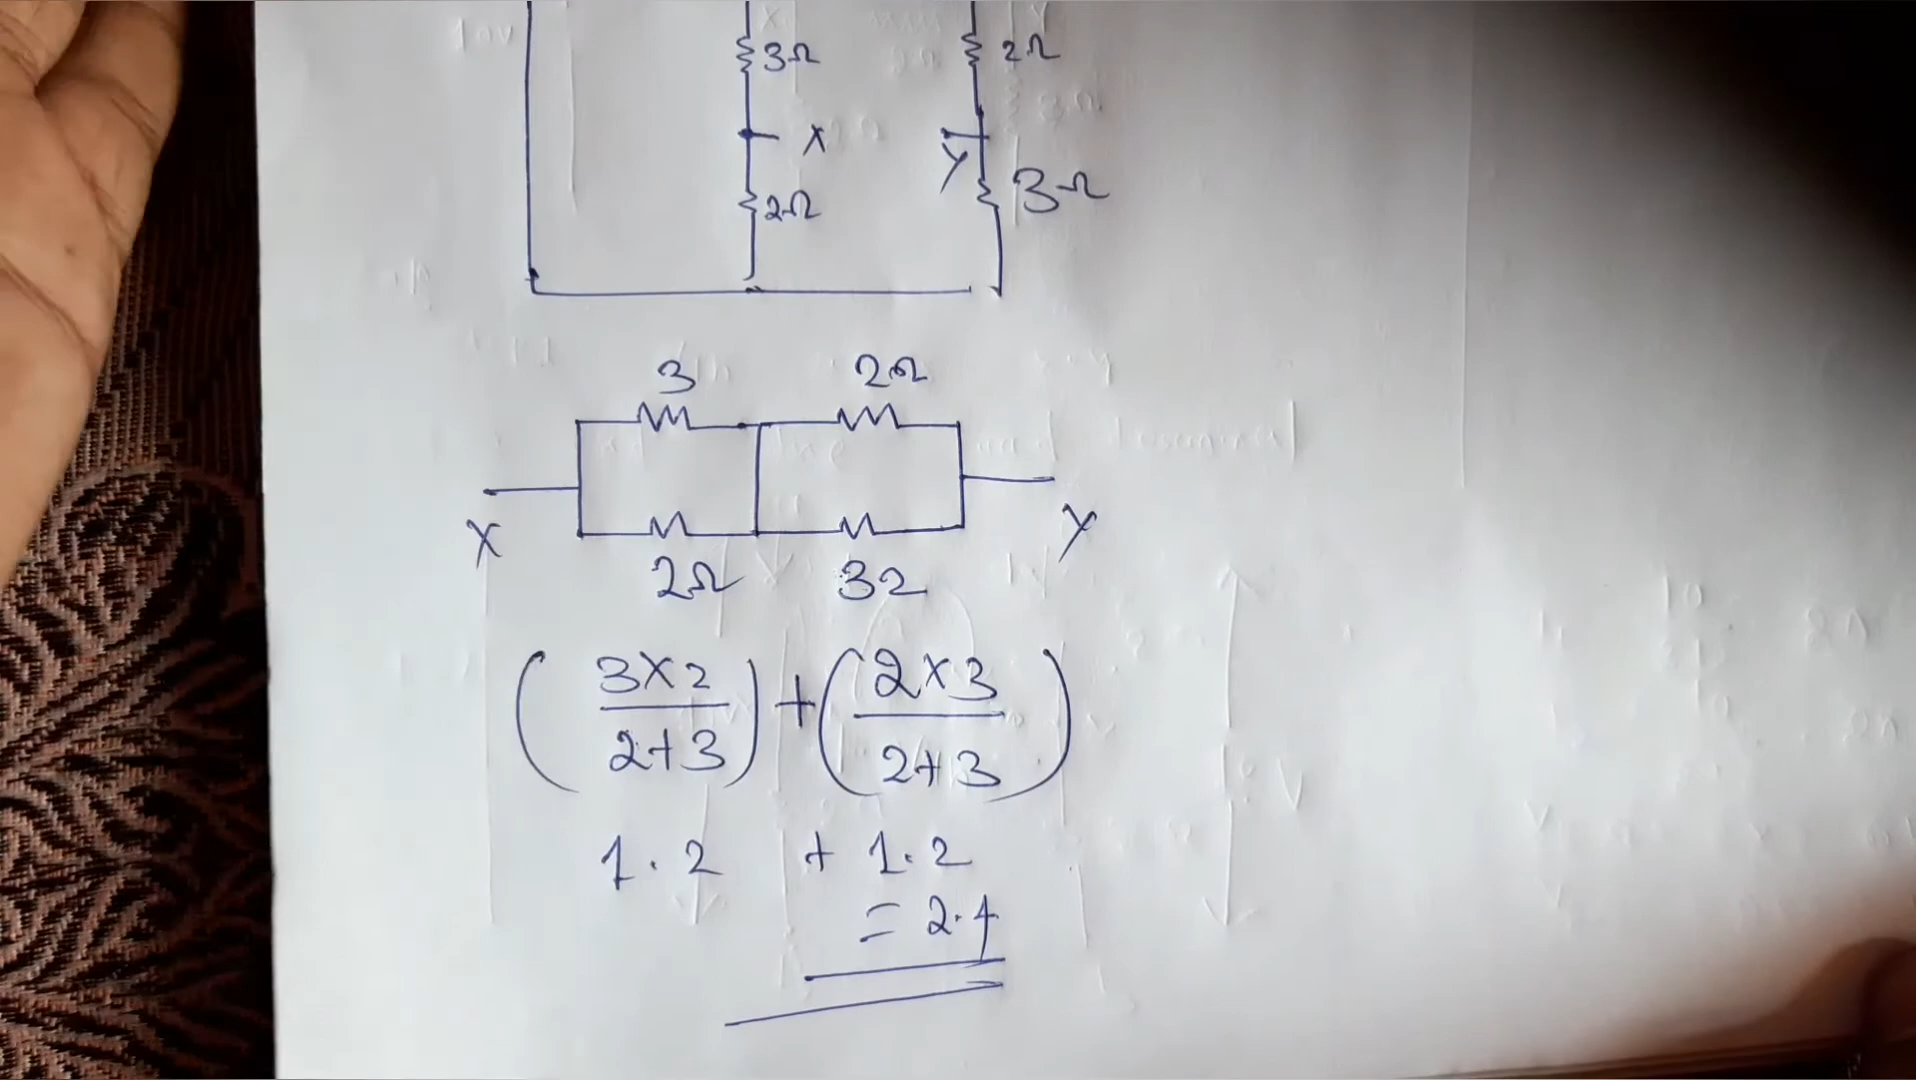 3Ω 2Ω
X Y
2Ω 3Ω
3 2Ω
X Y
2Ω 3Ω
(3×2/2+3) + (2×3/2+3)
1.2 + 1.2
= 2.4